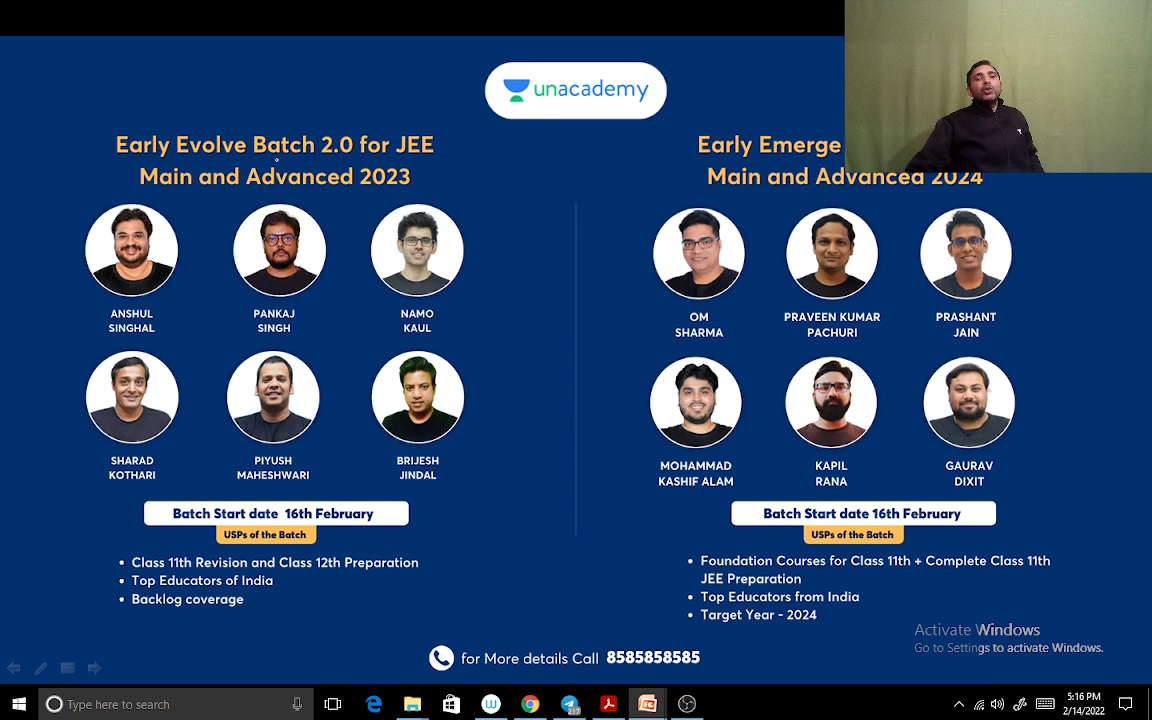 unacademy
Early Evolve Batch 2.0 for JEE
Main and Advanced 2023
ANSHUL
SINGHAL
PANKAJ
SINGH
NAMO
KAUL
SHARAD
KOTHARI
PIYUSH
MAHESHWARI
BRIJESH
JINDAL
Batch Start date 16th February
USPs of the Batch
• Class 11th Revision and Class 12th Preparation
• Top Educators of India
• Backlog coverage
Early Emerge
Main and Advanced 2024
OM
SHARMA
PRAVEEN KUMAR
PACHURI
PRASHANT
JAIN
MOHAMMAD
KASHIF ALAM
KAPIL
RANA
GAURAV
DIXIT
Batch Start date 16th February
USPs of the Batch
• Foundation Courses for Class 11th + Complete Class 11th
JEE Preparation
• Top Educators from India
• Target Year - 2024
for More details Call 8585858585
Activate Windows
Go to Settings to activate Windows.
Type here to search
217
5:16 PM
2/14/2022